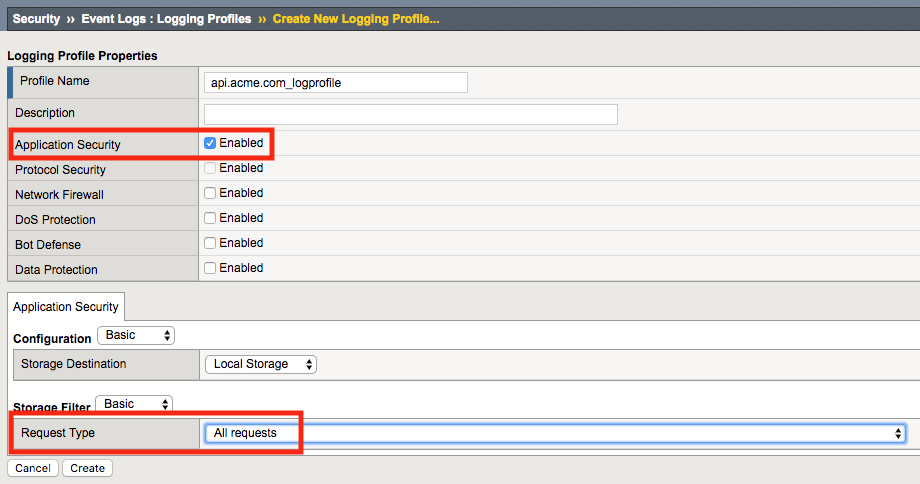 Security ›› Event Logs : Logging Profiles ›› Create New Logging Profile...
Logging Profile Properties
Profile Name api.acme.com_logprofile
Description
Application Security Enabled
Protocol Security Enabled
Network Firewall Enabled
DoS Protection Enabled
Bot Defense Enabled
Data Protection Enabled
Application Security
Configuration Basic
Storage Destination Local Storage
Storage Filter Basic
Request Type All requests
Cancel Create